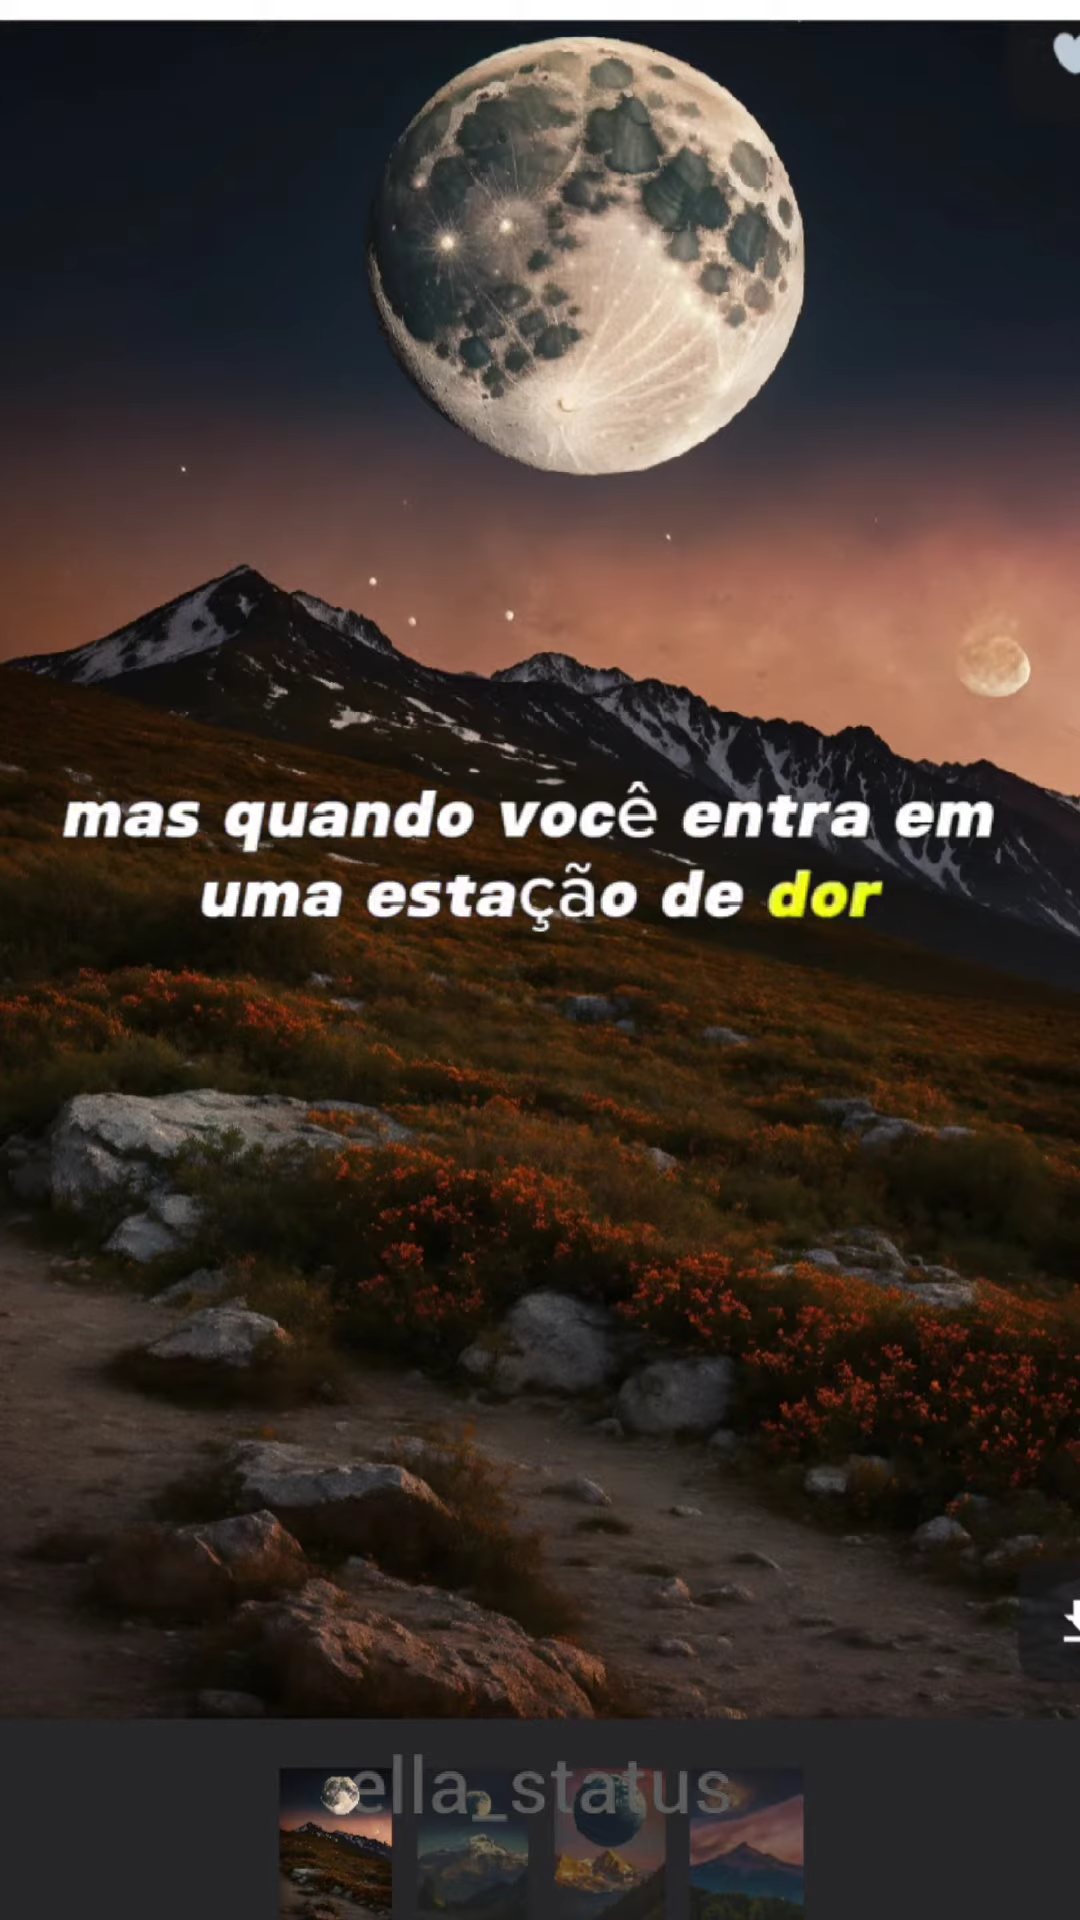 mas quando você entra em
uma estação de dor
ella_status